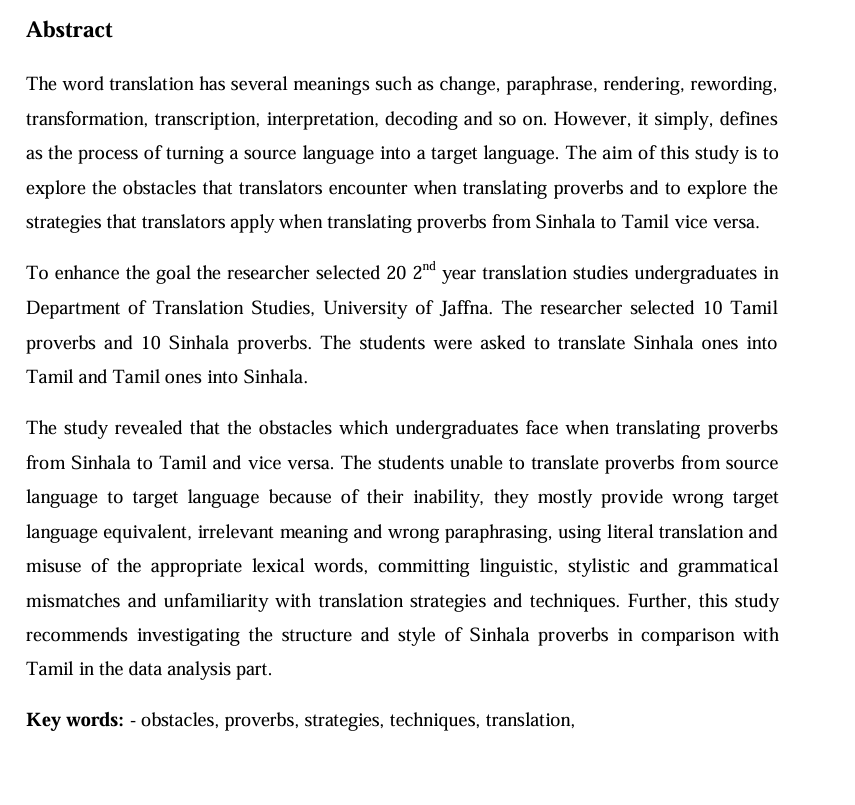 Abstract
The word translation has several meanings such as change, paraphrase, rendering, rewording,
transformation, transcription, interpretation, decoding and so on. However, it simply, defines
as the process of turning a source language into a target language. The aim of this study is to
explore the obstacles that translators encounter when translating proverbs and to explore the
strategies that translators apply when translating proverbs from Sinhala to Tamil vice versa.
To enhance the goal the researcher selected 20 2nd year translation studies undergraduates in
Department of Translation Studies, University of Jaffna. The researcher selected 10 Tamil
proverbs and 10 Sinhala proverbs. The students were asked to translate Sinhala ones into
Tamil and Tamil ones into Sinhala.
The study revealed that the obstacles which undergraduates face when translating proverbs
from Sinhala to Tamil and vice versa. The students unable to translate proverbs from source
language to target language because of their inability, they mostly provide wrong target
language equivalent, irrelevant meaning and wrong paraphrasing, using literal translation and
misuse of the appropriate lexical words, committing linguistic, stylistic and grammatical
mismatches and unfamiliarity with translation strategies and techniques. Further, this study
recommends investigating the structure and style of Sinhala proverbs in comparison with
Tamil in the data analysis part.
Key words: - obstacles, proverbs, strategies, techniques, translation,